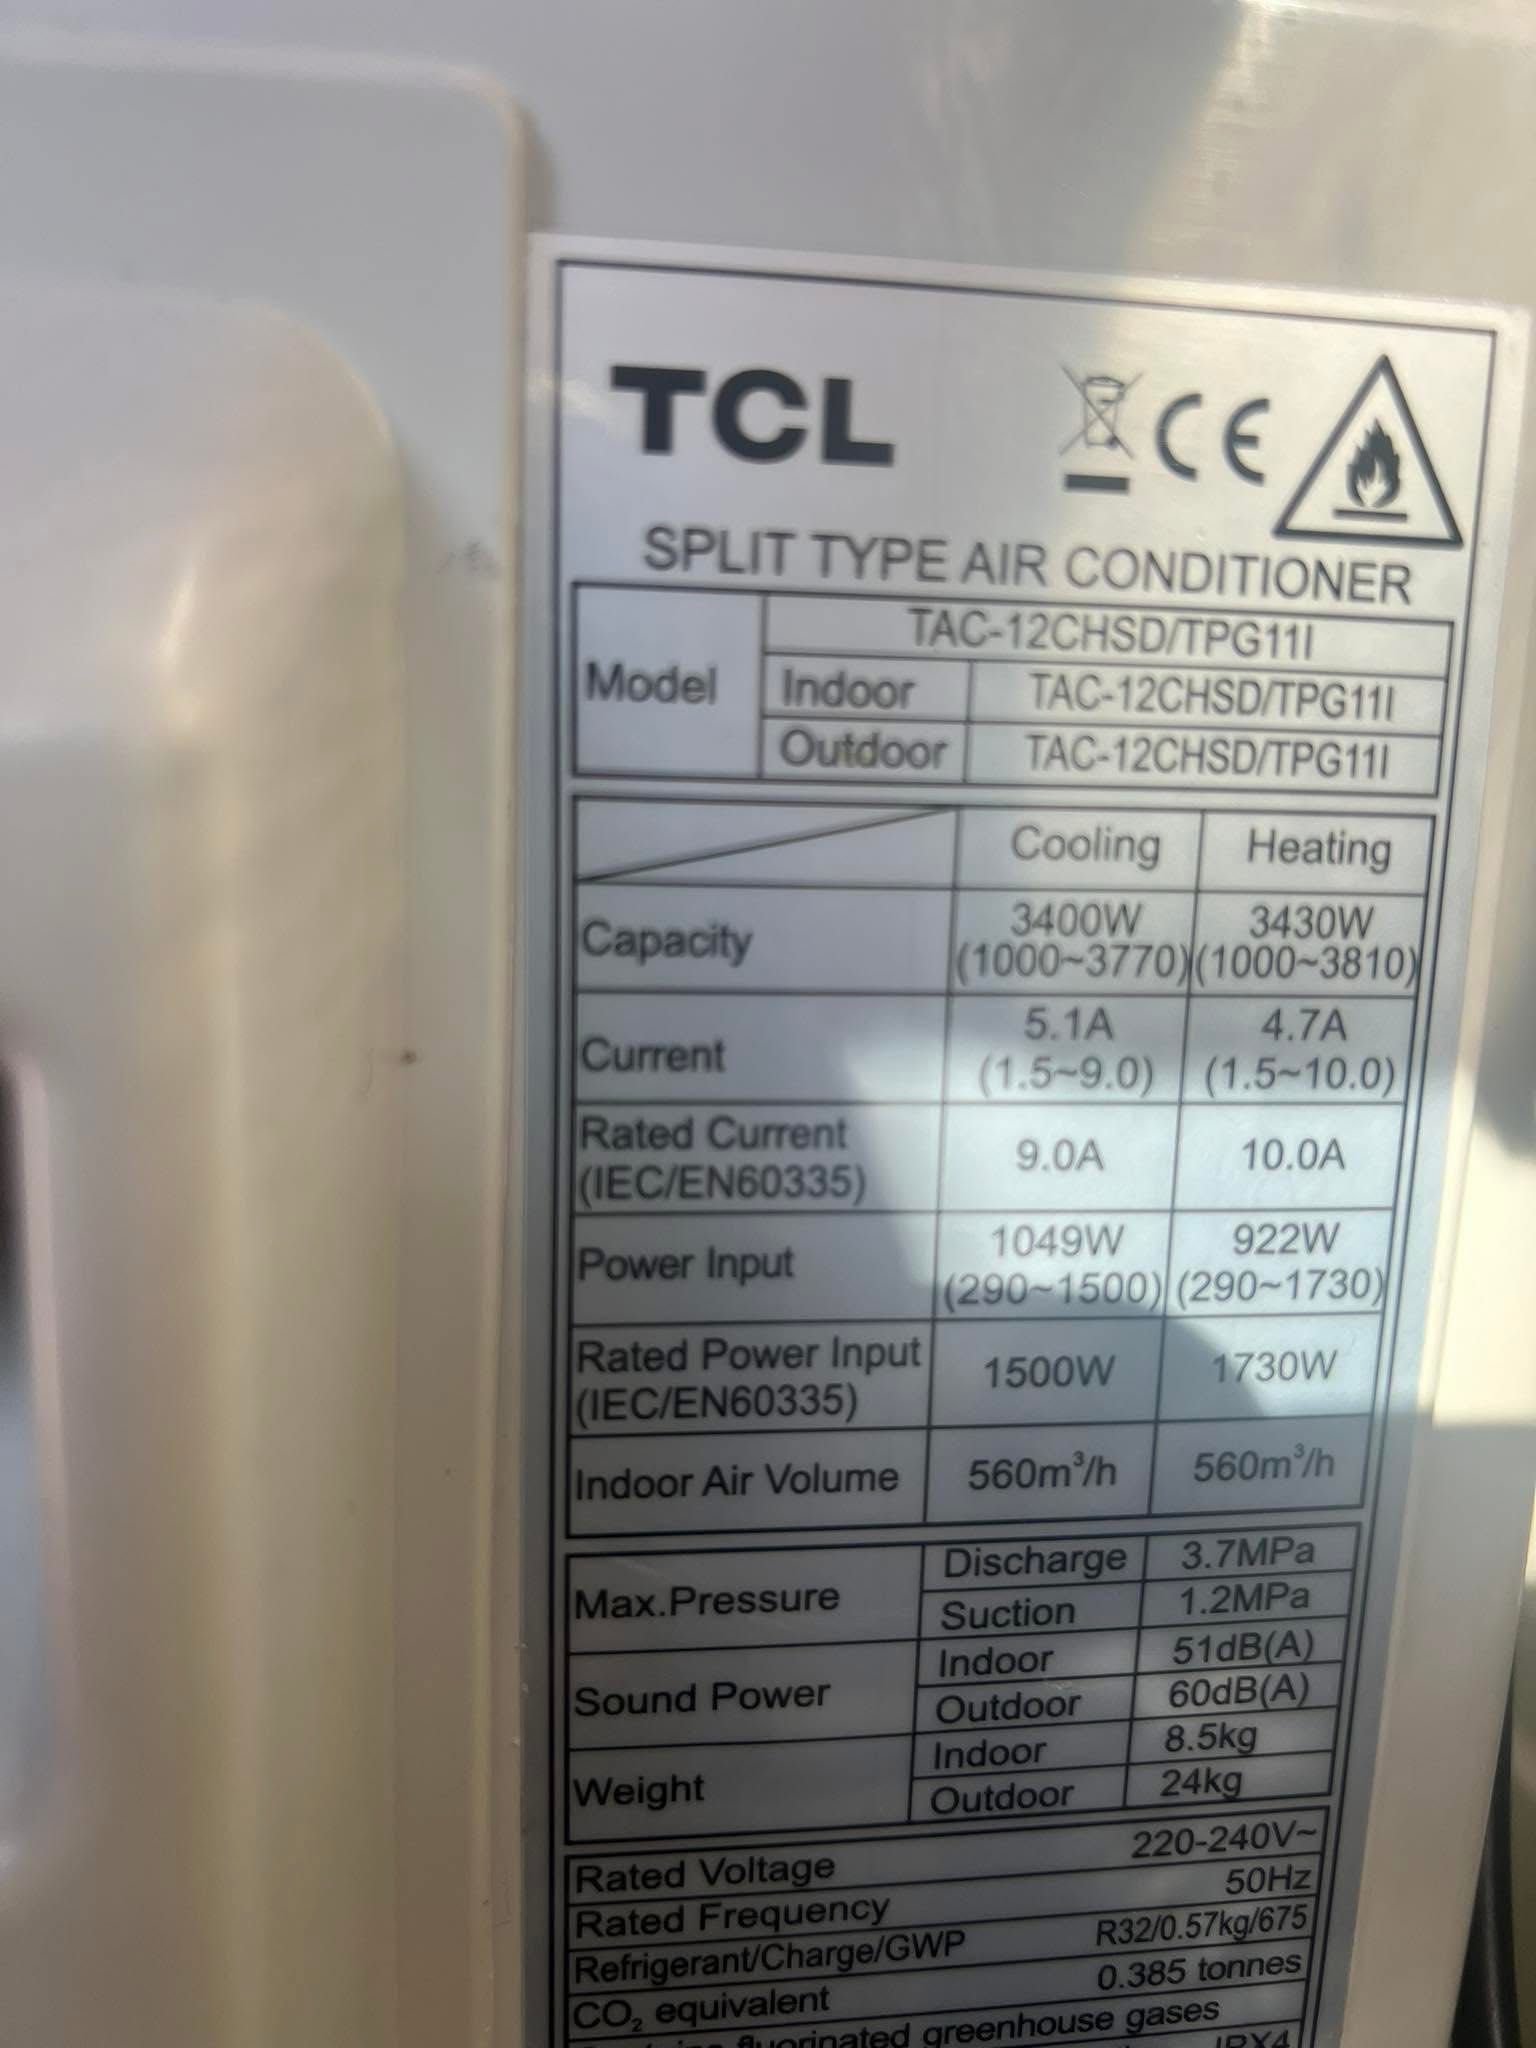 TCL CE
SPLIT TYPE AIR CONDITIONER
Model TAC-12CHSD/TPG11I
Indoor TAC-12CHSD/TPG11I
Outdoor TAC-12CHSD/TPG11I
Cooling Heating
Capacity 3400W (1000~3770) 3430W (1000~3810)
Current 5.1A (1.5~9.0) 4.7A (1.5~10.0)
Rated Current (IEC/EN60335) 9.0A 10.0A
Power Input 1049W (290~1500) 922W (290~1730)
Rated Power Input (IEC/EN60335) 1500W 1730W
Indoor Air Volume 560m³/h 560m³/h
Max.Pressure Discharge 3.7MPa
Suction 1.2MPa
Sound Power Indoor 51dB(A)
Outdoor 60dB(A)
Weight Indoor 8.5kg
Outdoor 24kg
Rated Voltage 220-240V~
Rated Frequency 50Hz
Refrigerant/Charge/GWP R32/0.57kg/675
CO₂ equivalent 0.385 tonnes
fluorinated greenhouse gases
IPX4